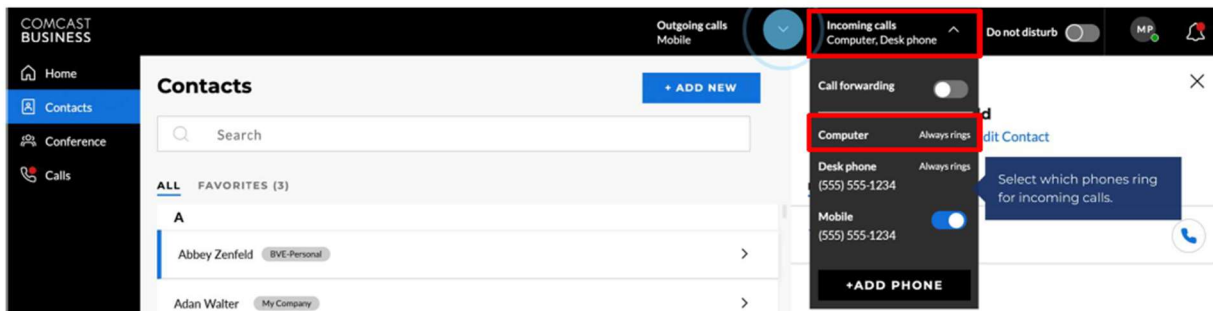 COMCAST
BUSINESS
Outgoing calls
Mobile
Incoming calls
Computer, Desk phone
Do not disturb
MP
Home
Contacts
Conference
Calls
Contacts
+ ADD NEW
Search
ALL FAVORITES (3)
A
Abbey Zenfeld BVE-Personal
Adan Walter My Company
Call forwarding
Computer Always rings
Desk phone Always rings
(555) 555-1234
Mobile
(555) 555-1234
+ADD PHONE
d
dit Contact
Select which phones ring
for incoming calls.